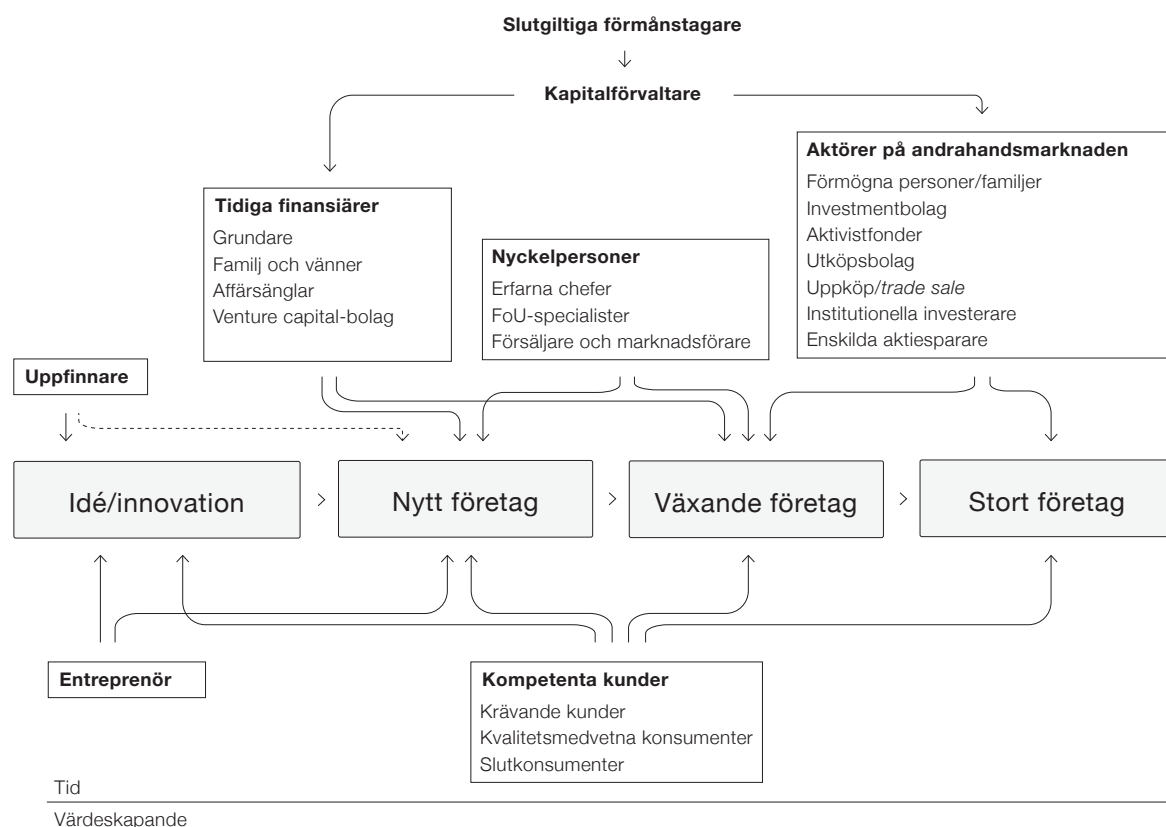 Slutgiltiga förmånstagare
Kapitalförvaltare
Aktörer på andrahandsmarknaden
Förmögna personer/familjer
Investmentbolag
Aktivistfonder
Utköpsbolag
Uppköp/trade sale
Institutionella investerare
Enskilda aktiesparare
Tidiga finansiärer
Grundare
Familj och vänner
Affärsänglar
Venture capital-bolag
Nyckelpersoner
Erfarna chefer
FoU-specialister
Försäljare och marknadsförare
Uppfinnare
Idé/innovation
Nytt företag
Växande företag
Stort företag
Entreprenör
Kompetenta kunder
Krävande kunder
Kvalitetsmedvetna konsumenter
Slutkonsumenter
Tid
Värdeskapande